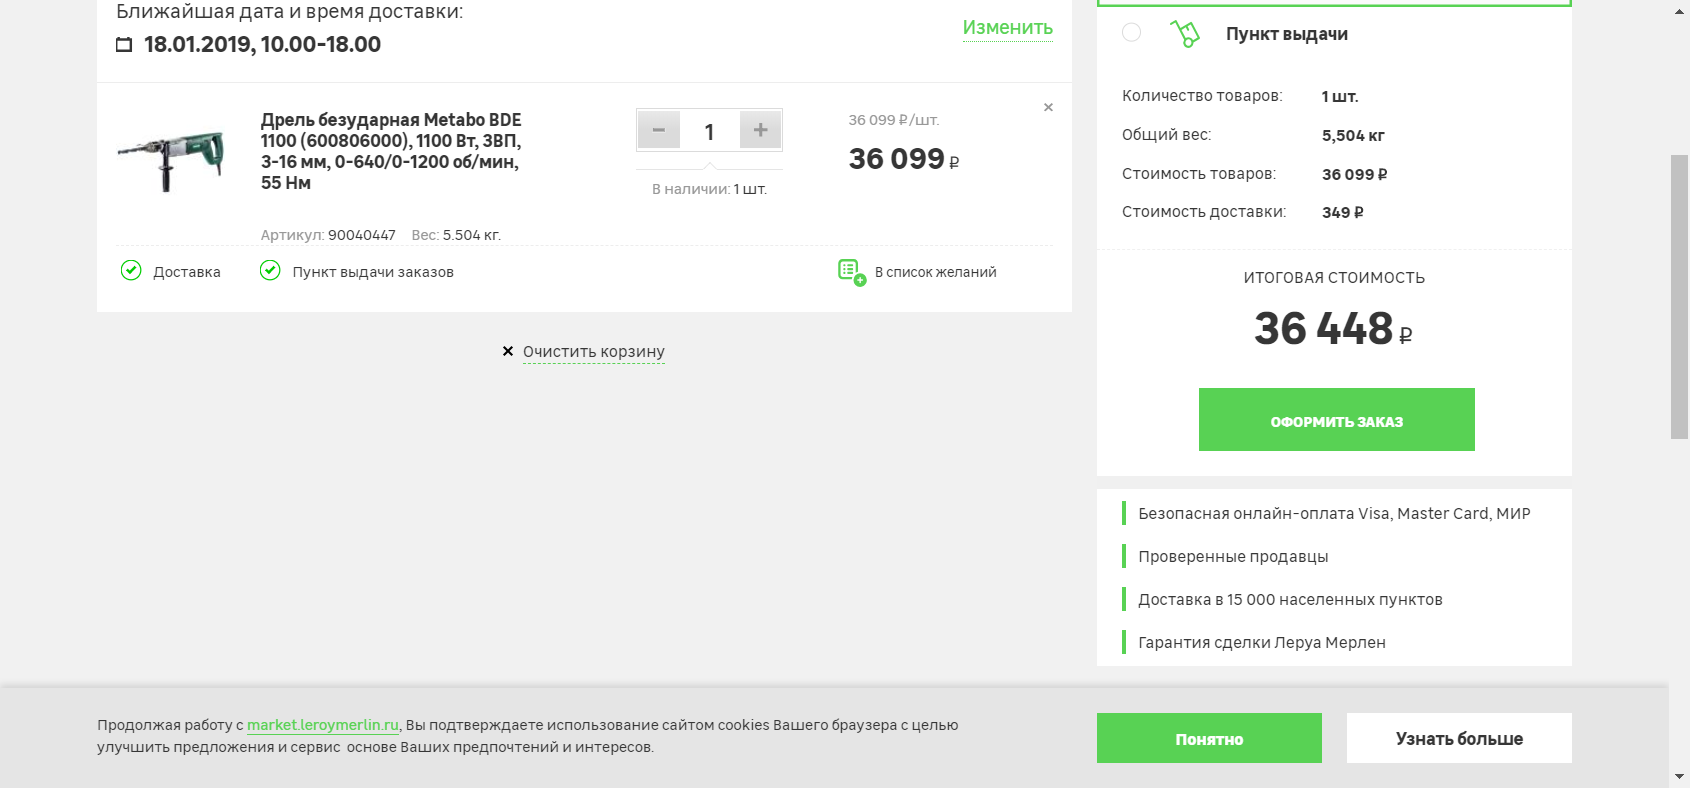 Ближайшая дата и время доставки:
18.01.2019, 10.00-18.00
Изменить
Дрель безударная Metabo BDE
1100 (600806000), 1100 Вт, ЗВП,
3-16 мм, 0-640/0-1200 об/мин,
55 Нм
Артикул: 90040447 Вес: 5.504 кг.
− 1 +
В наличии: 1 шт.
36 099 ₽/шт.
36 099 ₽
Доставка
Пункт выдачи заказов
В список желаний
Очистить корзину
Пункт выдачи
Количество товаров: 1 шт.
Общий вес: 5,504 кг
Стоимость товаров: 36 099 ₽
Стоимость доставки: 349 ₽
ИТОГОВАЯ СТОИМОСТЬ
36 448 ₽
ОФОРМИТЬ ЗАКАЗ
Безопасная онлайн-оплата Visa, Master Card, МИР
Проверенные продавцы
Доставка в 15 000 населенных пунктов
Гарантия сделки Леруа Мерлен
Продолжая работу с market.leroymerlin.ru, Вы подтверждаете использование сайтом cookies Вашего браузера с целью
улучшить предложения и сервис основе Ваших предпочтений и интересов.
Понятно
Узнать больше